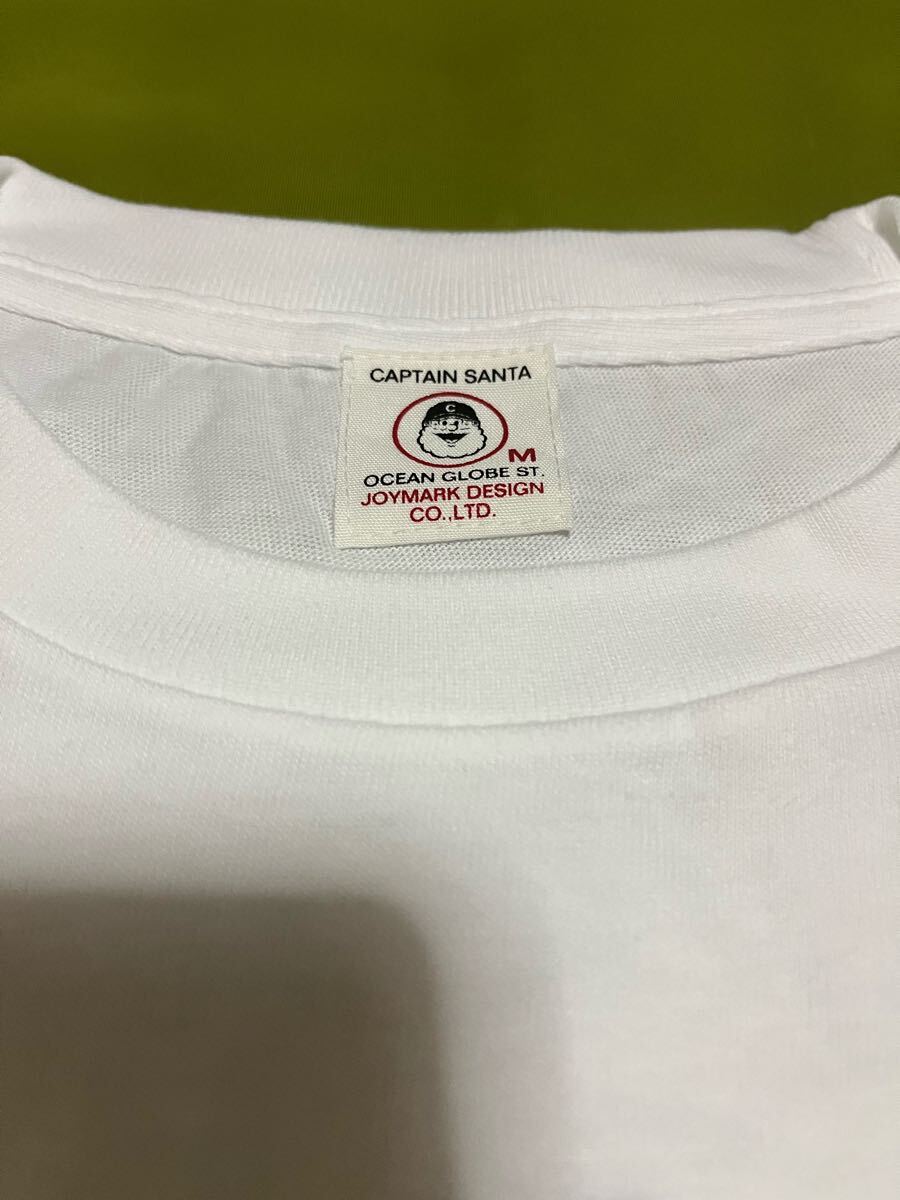 CAPTAIN SANTA
C
M
OCEAN GLOBE ST.
JOYMARK DESIGN
CO.,LTD.